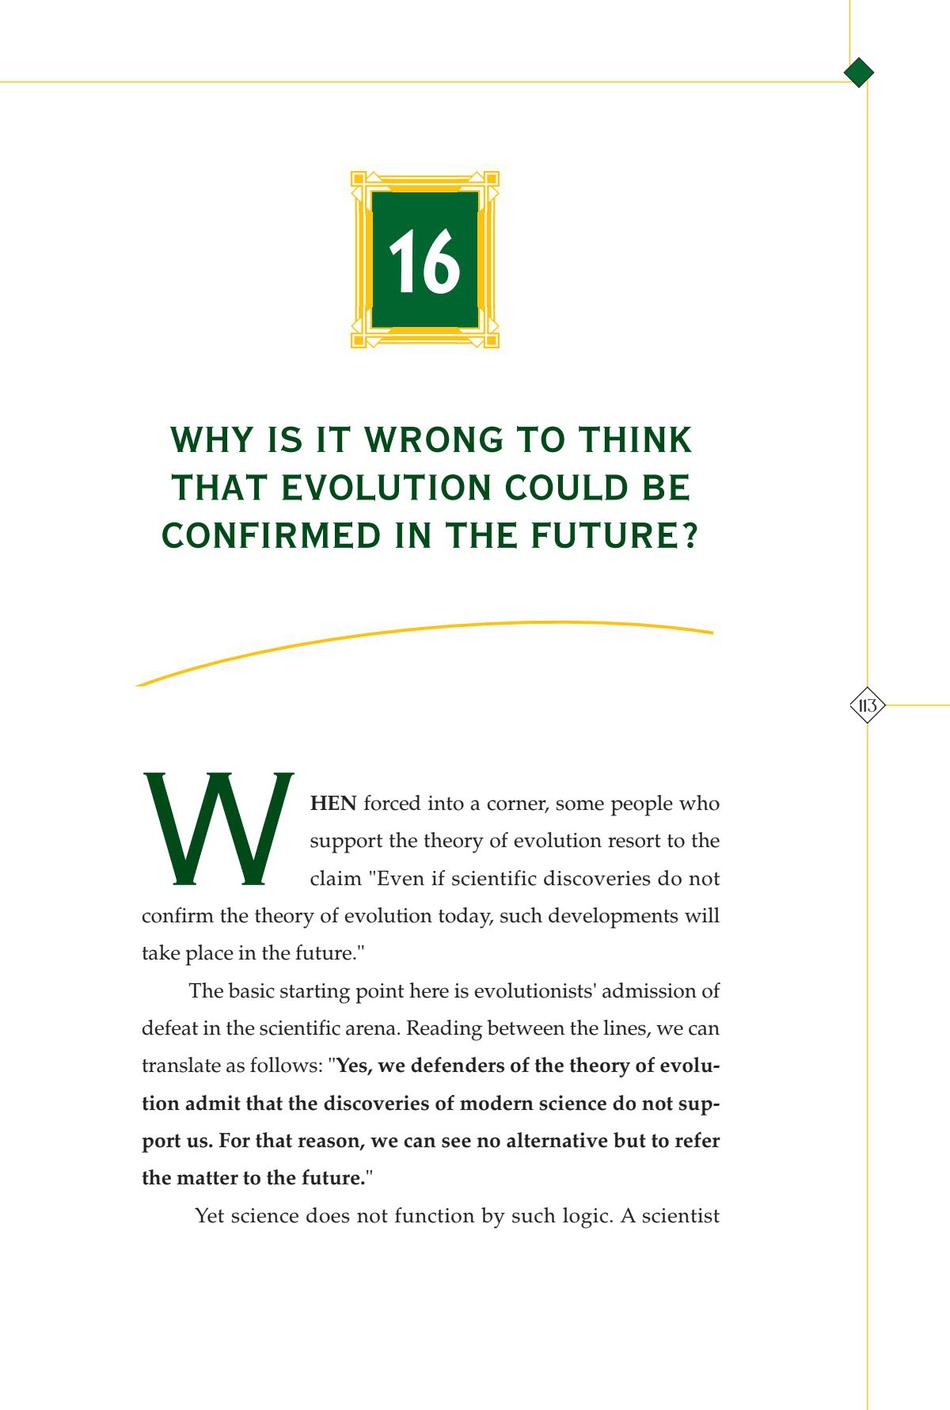 16
WHY IS IT WRONG TO THINK
THAT EVOLUTION COULD BE
CONFIRMED IN THE FUTURE?
113
WHEN forced into a corner, some people who
support the theory of evolution resort to the
claim "Even if scientific discoveries do not
confirm the theory of evolution today, such developments will
take place in the future."
The basic starting point here is evolutionists' admission of
defeat in the scientific arena. Reading between the lines, we can
translate as follows: "Yes, we defenders of the theory of evolu-
tion admit that the discoveries of modern science do not sup-
port us. For that reason, we can see no alternative but to refer
the matter to the future."
Yet science does not function by such logic. A scientist